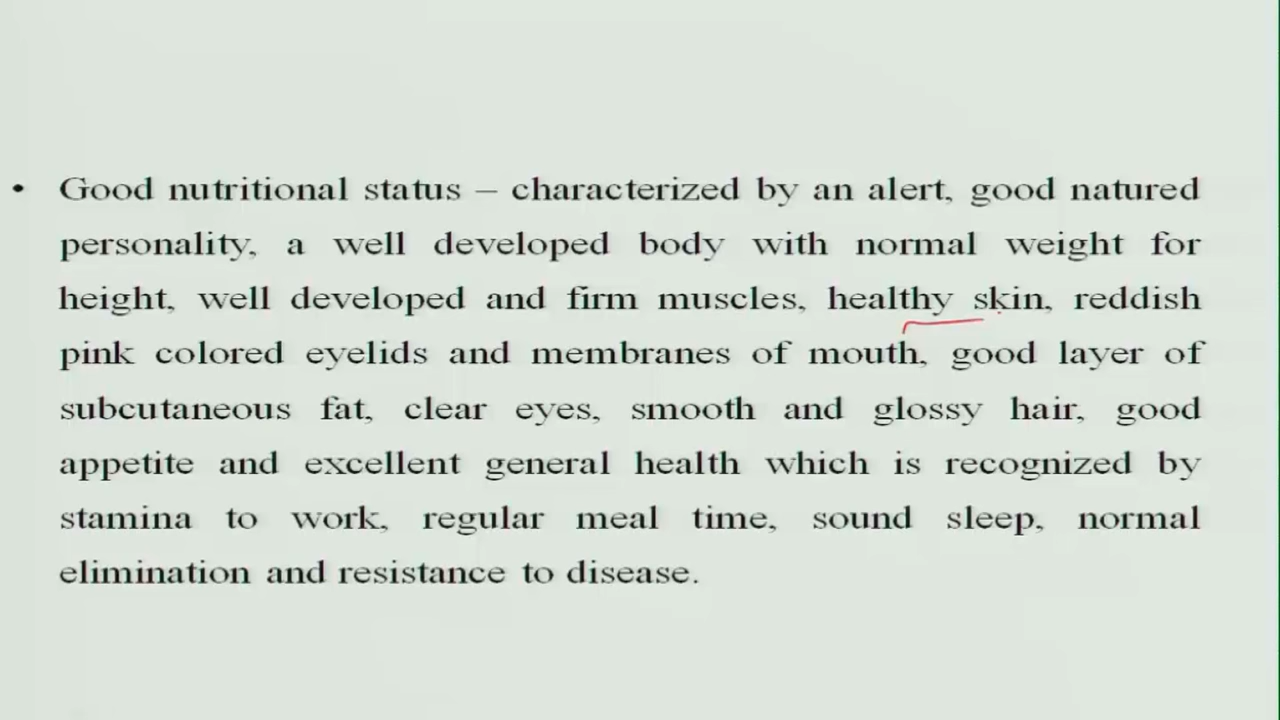 • Good nutritional status – characterized by an alert, good natured
personality, a well developed body with normal weight for
height, well developed and firm muscles, healthy skin, reddish
pink colored eyelids and membranes of mouth, good layer of
subcutaneous fat, clear eyes, smooth and glossy hair, good
appetite and excellent general health which is recognized by
stamina to work, regular meal time, sound sleep, normal
elimination and resistance to disease.